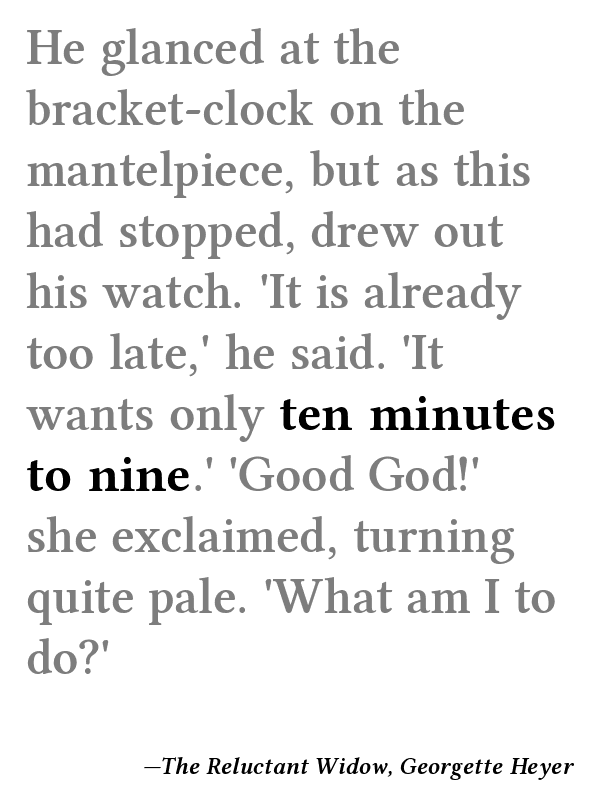 He glanced at the
bracket-clock on the
mantelpiece, but as this
had stopped, drew out
his watch. 'It is already
too late,' he said. 'It
wants only ten minutes
to nine.' 'Good God!'
she exclaimed, turning
quite pale. 'What am I to
do?'
—The Reluctant Widow, Georgette Heyer